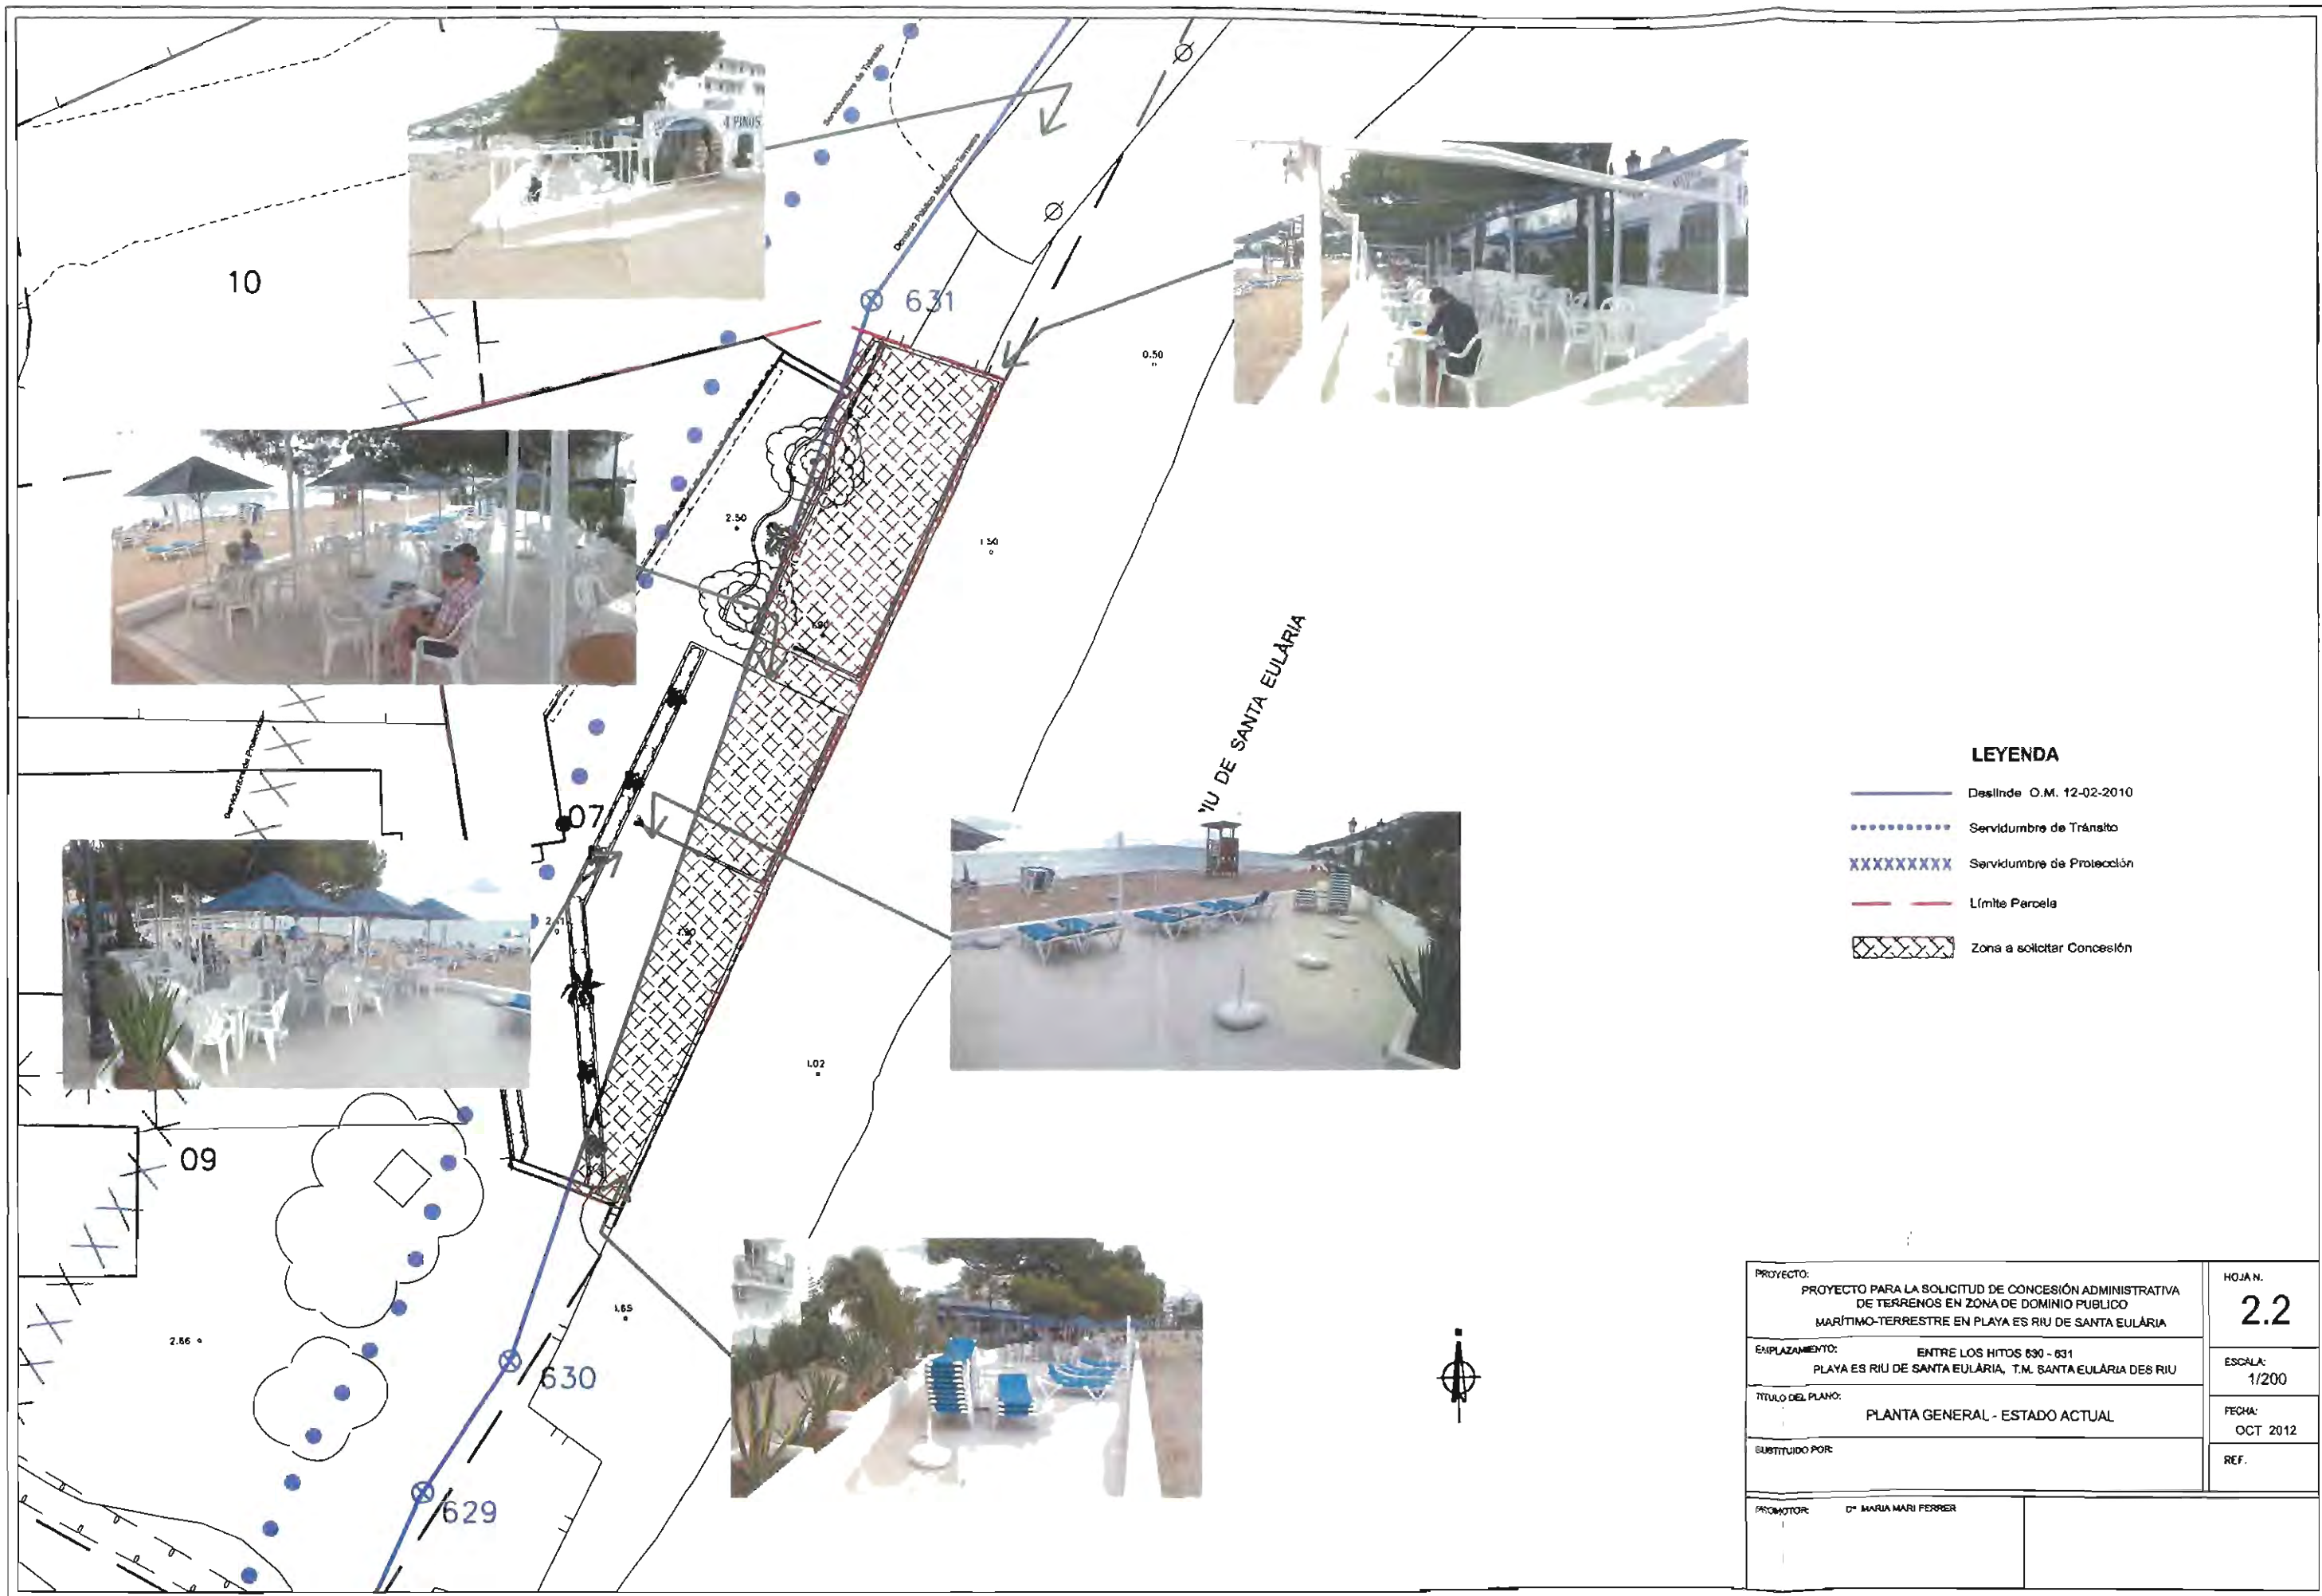 Servidumbre de Tránsito
4 PINOS
Dominio Público Marítimo-Terrestre
10
631
0.50
2.50
1.50
1.90
RIU DE SANTA EULÀRIA
Servidumbre de Protección
07
1.02
09
1.65
2.86
630
629
LEYENDA
Deslinde O.M. 12-02-2010
Servidumbre de Tránsito
XXXXXXXXX Servidumbre de Protección
Límite Parcela
Zona a solicitar Concesión
PROYECTO:
PROYECTO PARA LA SOLICITUD DE CONCESIÓN ADMINISTRATIVA
DE TERRENOS EN ZONA DE DOMINIO PUBLICO
MARÍTIMO-TERRESTRE EN PLAYA ES RIU DE SANTA EULÀRIA
HOJA N.
2.2
EMPLAZAMIENTO:
ENTRE LOS HITOS 630 - 631
PLAYA ES RIU DE SANTA EULÀRIA, T.M. SANTA EULÀRIA DES RIU
ESCALA:
1/200
TITULO DEL PLANO:
PLANTA GENERAL - ESTADO ACTUAL
FECHA:
OCT 2012
SUSTITUIDO POR:
REF.
PROMOTOR:
Dª MARIA MARI FERRER